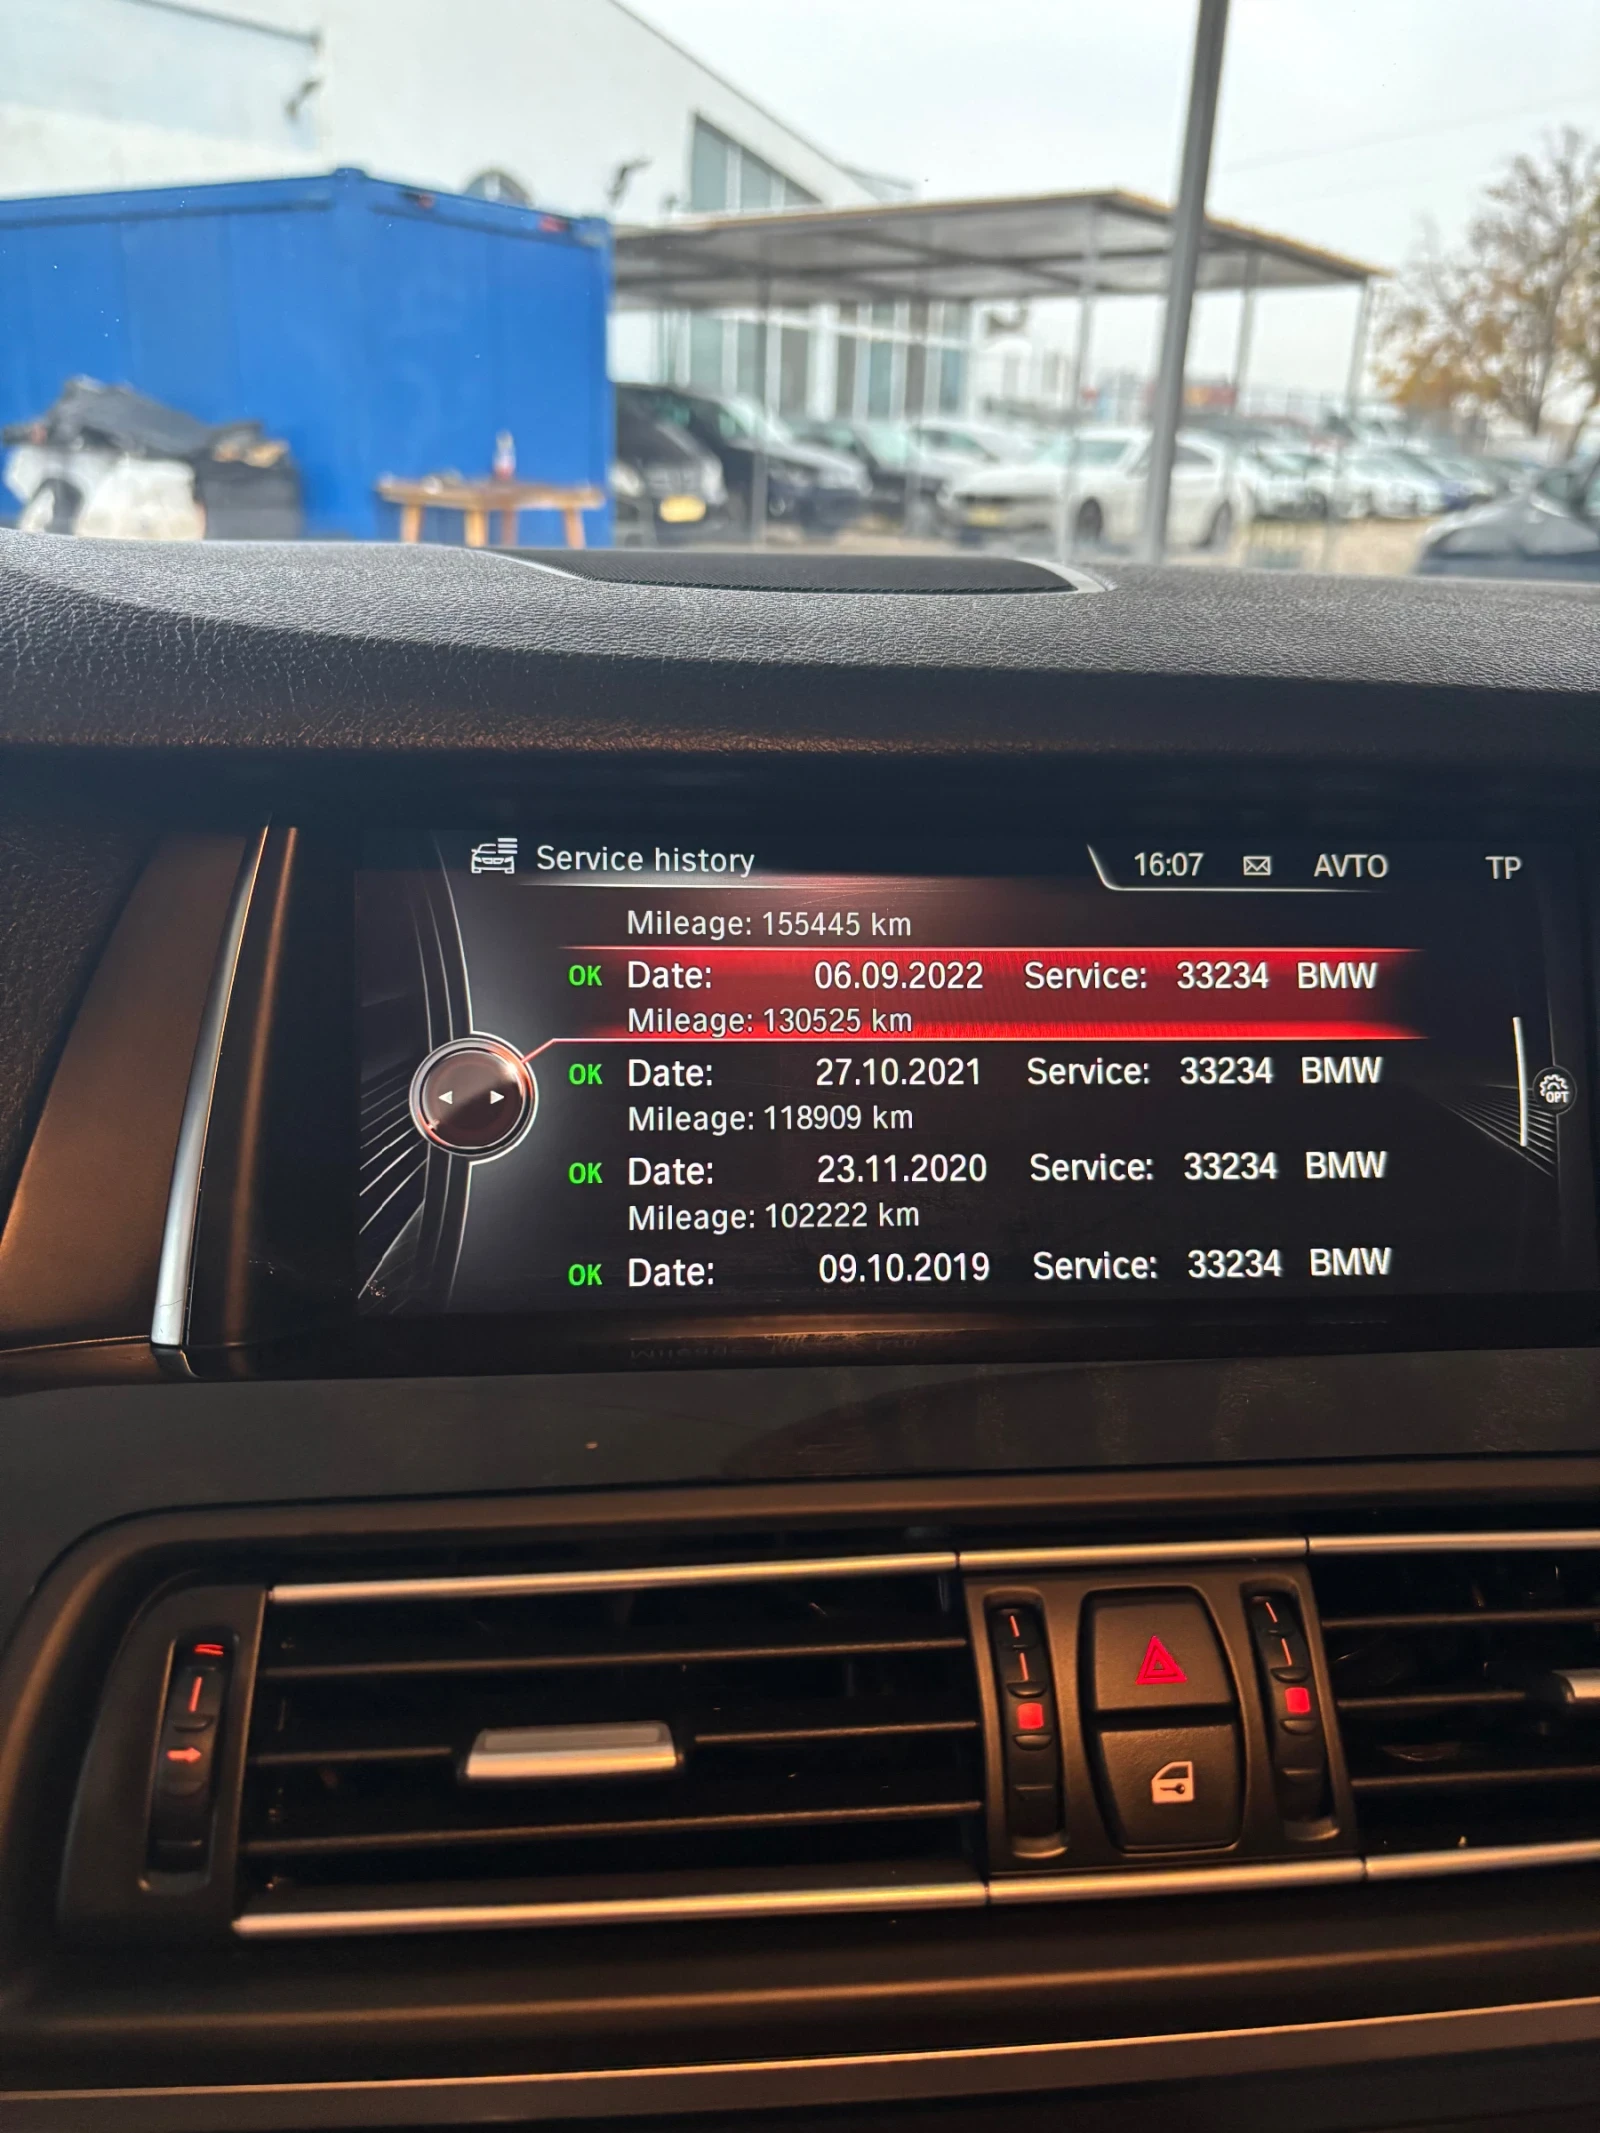 Service history 16:07 AVTO TP
Mileage: 155445 km
OK Date: 06.09.2022 Service: 33234 BMW
Mileage: 130525 km
OK Date: 27.10.2021 Service: 33234 BMW
Mileage: 118909 km
OPT
OK Date: 23.11.2020 Service: 33234 BMW
Mileage: 102222 km
OK Date: 09.10.2019 Service: 33234 BMW